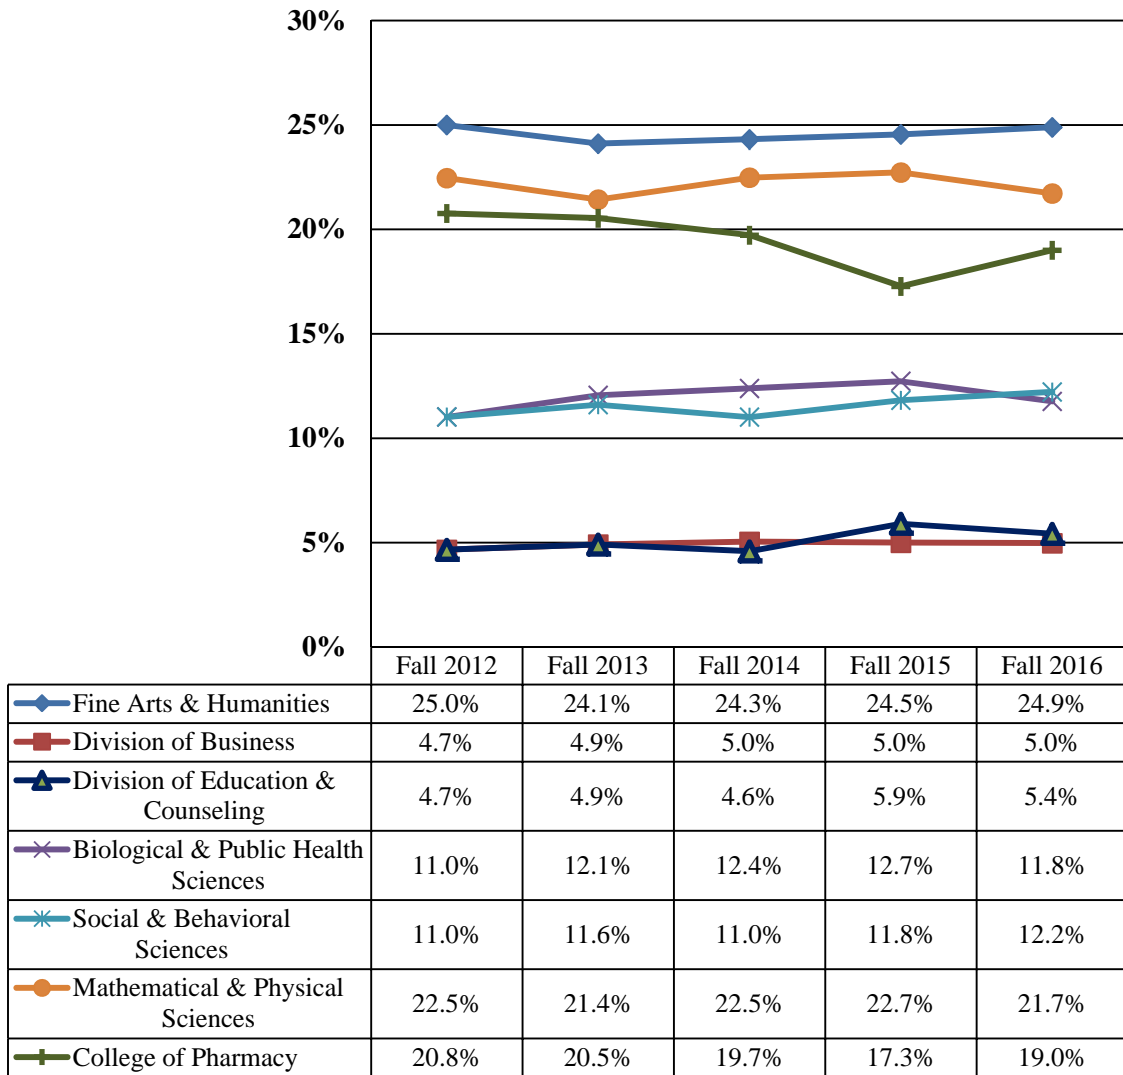 30%
25%
20%
15%
10%
5%
0%
Fall 2012 Fall 2013 Fall 2014 Fall 2015 Fall 2016
Fine Arts & Humanities 25.0% 24.1% 24.3% 24.5% 24.9%
Division of Business 4.7% 4.9% 5.0% 5.0% 5.0%
Division of Education &
Counseling 4.7% 4.9% 4.6% 5.9% 5.4%
Biological & Public Health
Sciences 11.0% 12.1% 12.4% 12.7% 11.8%
Social & Behavioral
Sciences 11.0% 11.6% 11.0% 11.8% 12.2%
Mathematical & Physical
Sciences 22.5% 21.4% 22.5% 22.7% 21.7%
College of Pharmacy 20.8% 20.5% 19.7% 17.3% 19.0%